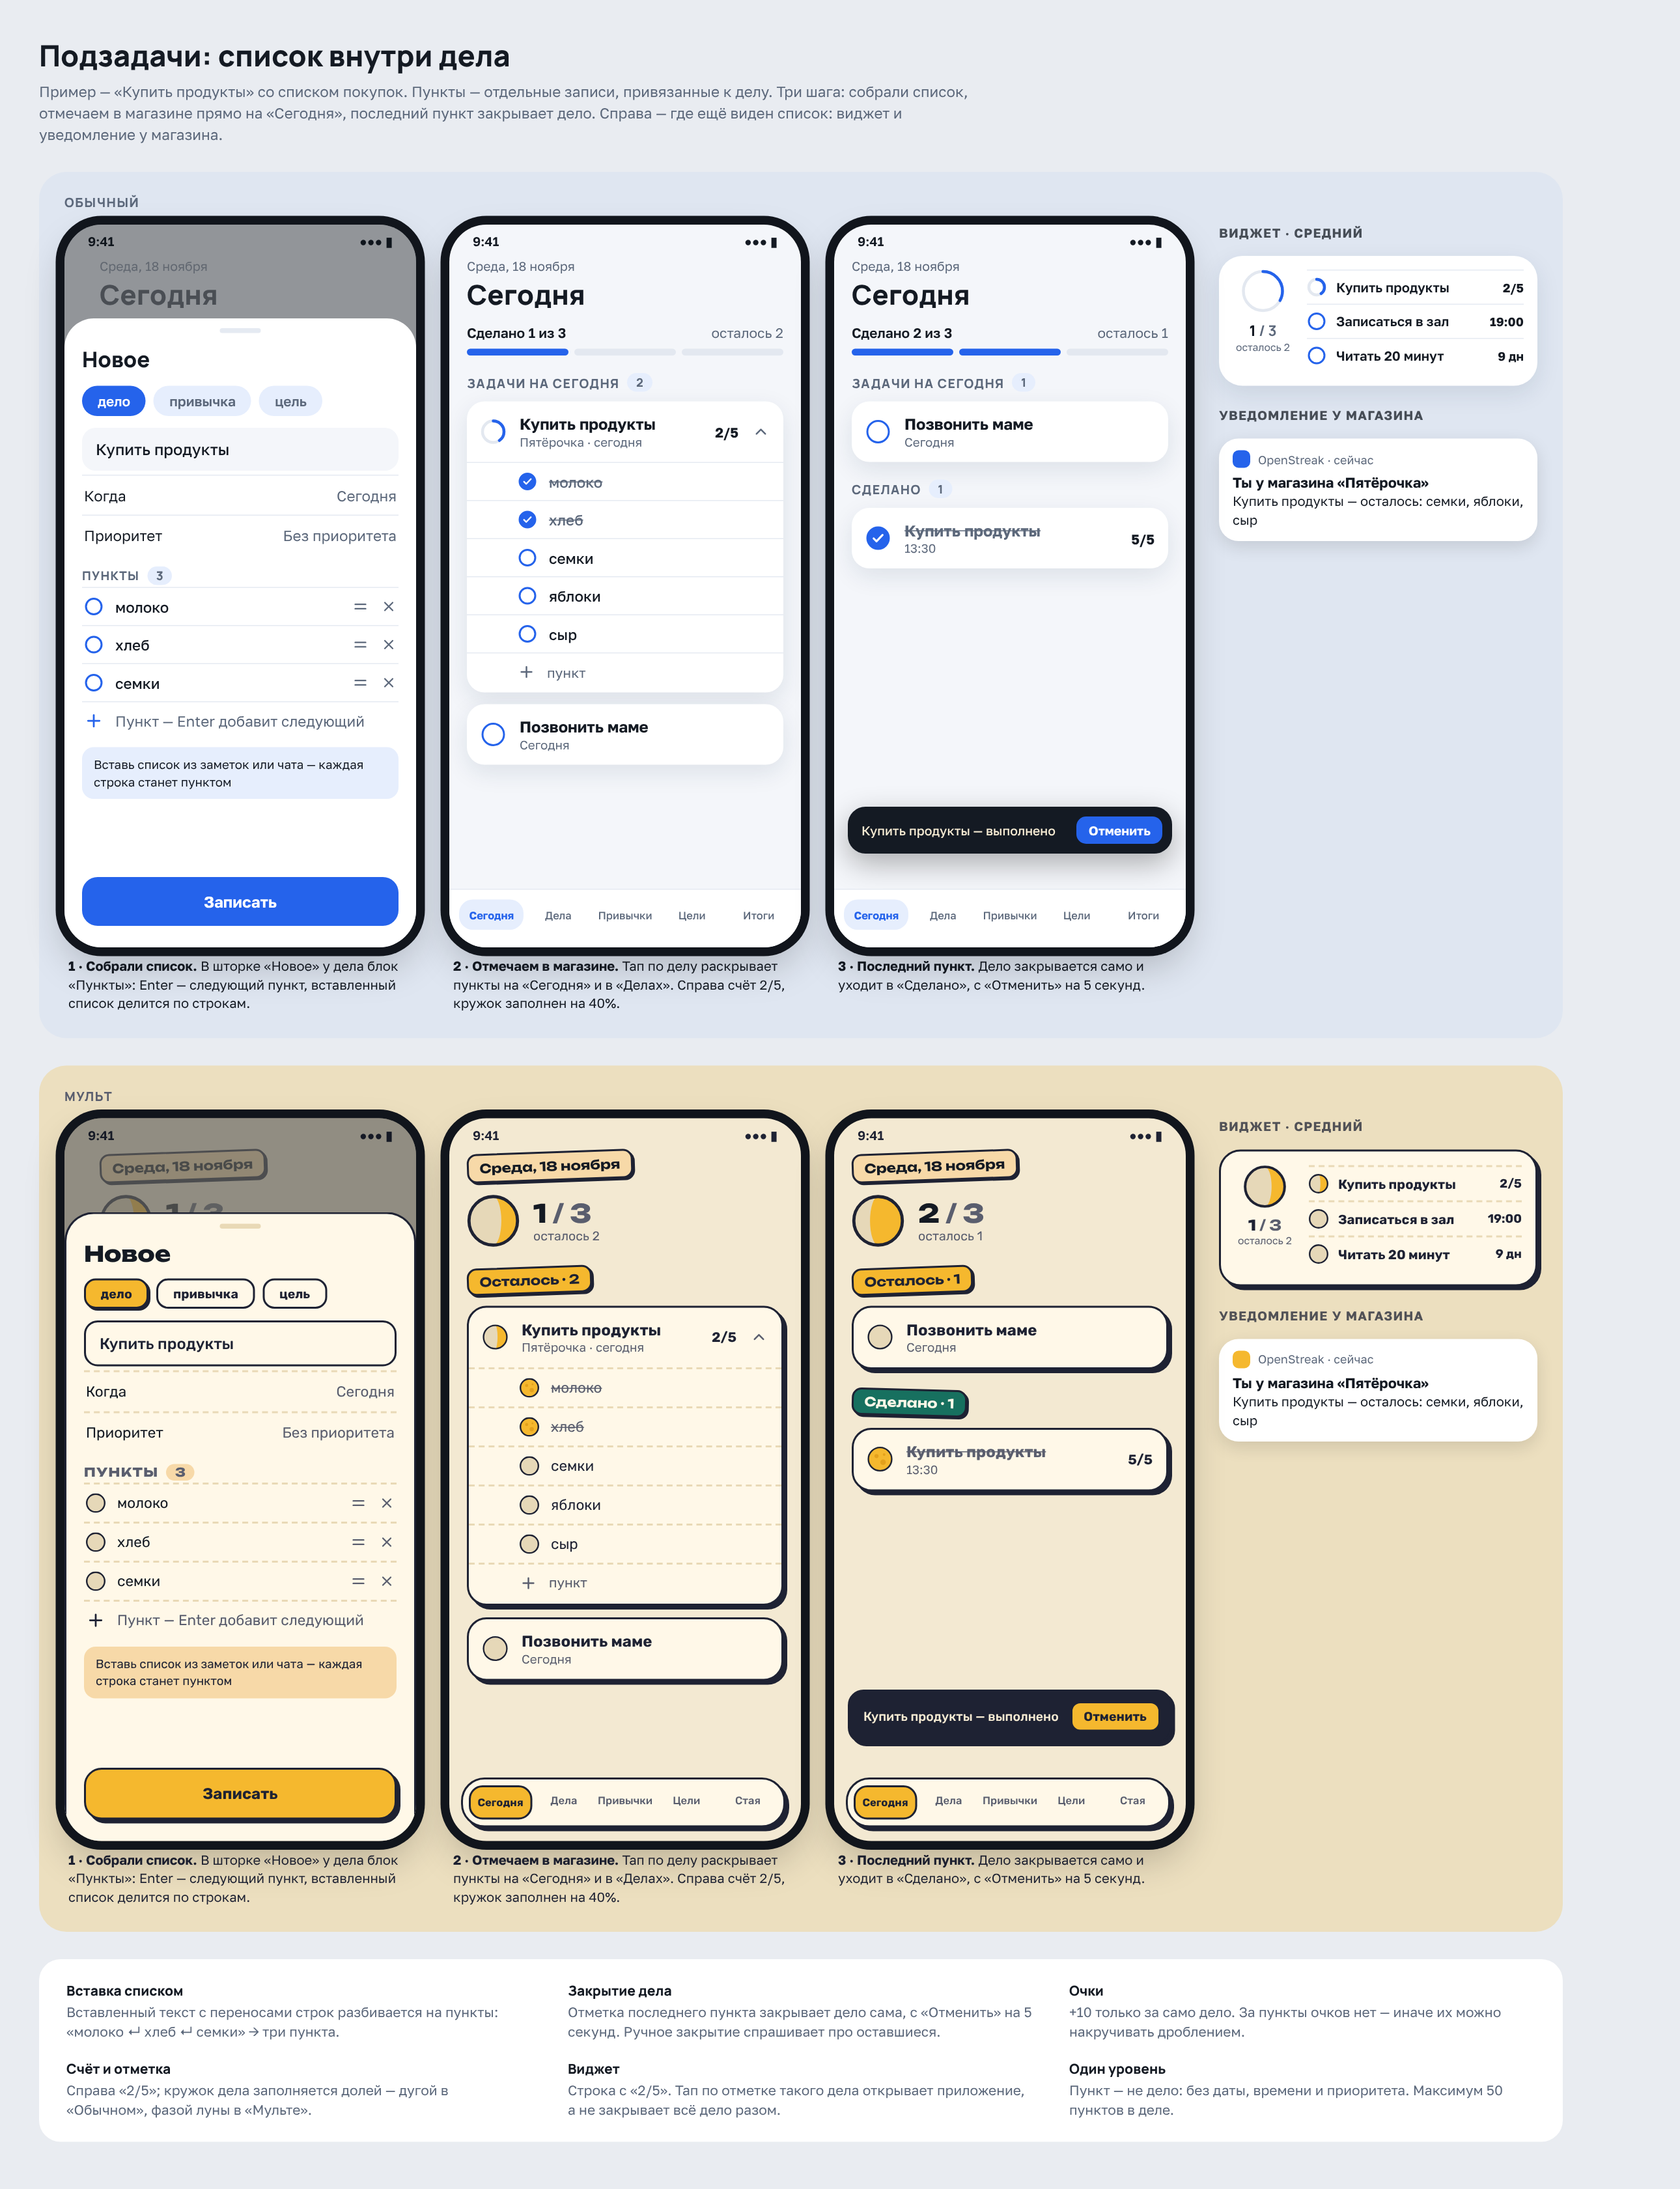 Подзадачи: список внутри дела
Пример — «Купить продукты» со списком покупок. Пункты — отдельные записи, привязанные к делу. Три шага: собрали список,
отмечаем в магазине прямо на «Сегодня», последний пункт закрывает дело. Справа — где ещё виден список: виджет и
уведомление у магазина.
ОБЫЧНЫЙ
9:41
Среда, 18 ноября
Сегодня
Новое
дело
привычка
цель
Купить продукты
Когда
Сегодня
Приоритет
Без приоритета
ПУНКТЫ 3
молоко
хлеб
семки
+ Пункт — Enter добавит следующий
Вставь список из заметок или чата — каждая
строка станет пунктом
Записать
1 · Собрали список. В шторке «Новое» у дела блок
«Пункты»: Enter — следующий пункт, вставленный
список делится по строкам.
9:41
Среда, 18 ноября
Сегодня
Сделано 1 из 3
осталось 2
ЗАДАЧИ НА СЕГОДНЯ 2
Купить продукты
Пятёрочка · сегодня
2/5
молоко
хлеб
семки
яблоки
сыр
+ пункт
Позвонить маме
Сегодня
Сегодня
Дела
Привычки
Цели
Итоги
2 · Отмечаем в магазине. Тап по делу раскрывает
пункты на «Сегодня» и в «Делах». Справа счёт 2/5,
кружок заполнен на 40%.
9:41
Среда, 18 ноября
Сегодня
Сделано 2 из 3
осталось 1
ЗАДАЧИ НА СЕГОДНЯ 1
Позвонить маме
Сегодня
СДЕЛАНО 1
Купить продукты
13:30
5/5
Купить продукты — выполнено
Отменить
Сегодня
Дела
Привычки
Цели
Итоги
3 · Последний пункт. Дело закрывается само и
уходит в «Сделано», с «Отменить» на 5 секунд.
ВИДЖЕТ · СРЕДНИЙ
1 / 3
осталось 2
Купить продукты 2/5
Записаться в зал 19:00
Читать 20 минут 9 дн
УВЕДОМЛЕНИЕ У МАГАЗИНА
OpenStreak · сейчас
Ты у магазина «Пятёрочка»
Купить продукты — осталось: семки, яблоки,
сыр
МУЛЬТ
9:41
Среда, 18 ноября
1 / 3
Новое
дело
привычка
цель
Купить продукты
Когда
Сегодня
Приоритет
Без приоритета
ПУНКТЫ 3
молоко
хлеб
семки
+ Пункт — Enter добавит следующий
Вставь список из заметок или чата — каждая
строка станет пунктом
Записать
1 · Собрали список. В шторке «Новое» у дела блок
«Пункты»: Enter — следующий пункт, вставленный
список делится по строкам.
9:41
Среда, 18 ноября
1 / 3
осталось 2
Осталось · 2
Купить продукты
Пятёрочка · сегодня
2/5
молоко
хлеб
семки
яблоки
сыр
+ пункт
Позвонить маме
Сегодня
Сегодня
Дела
Привычки
Цели
Стая
2 · Отмечаем в магазине. Тап по делу раскрывает
пункты на «Сегодня» и в «Делах». Справа счёт 2/5,
кружок заполнен на 40%.
9:41
Среда, 18 ноября
2 / 3
осталось 1
Осталось · 1
Позвонить маме
Сегодня
Сделано · 1
Купить продукты
13:30
5/5
Купить продукты — выполнено
Отменить
Сегодня
Дела
Привычки
Цели
Стая
3 · Последний пункт. Дело закрывается само и
уходит в «Сделано», с «Отменить» на 5 секунд.
ВИДЖЕТ · СРЕДНИЙ
1 / 3
осталось 2
Купить продукты 2/5
Записаться в зал 19:00
Читать 20 минут 9 дн
УВЕДОМЛЕНИЕ У МАГАЗИНА
OpenStreak · сейчас
Ты у магазина «Пятёрочка»
Купить продукты — осталось: семки, яблоки,
сыр
Вставка списком
Вставленный текст с переносами строк разбивается на пункты:
«молоко ↵ хлеб ↵ семки» → три пункта.
Закрытие дела
Отметка последнего пункта закрывает дело сама, с «Отменить» на 5
секунд. Ручное закрытие спрашивает про оставшиеся.
Очки
+10 только за само дело. За пункты очков нет — иначе их можно
накручивать дроблением.
Счёт и отметка
Справа «2/5»; кружок дела заполняется долей — дугой в
«Обычном», фазой луны в «Мульте».
Виджет
Строка с «2/5». Тап по отметке такого дела открывает приложение,
а не закрывает всё дело разом.
Один уровень
Пункт — не дело: без даты, времени и приоритета. Максимум 50
пунктов в деле.